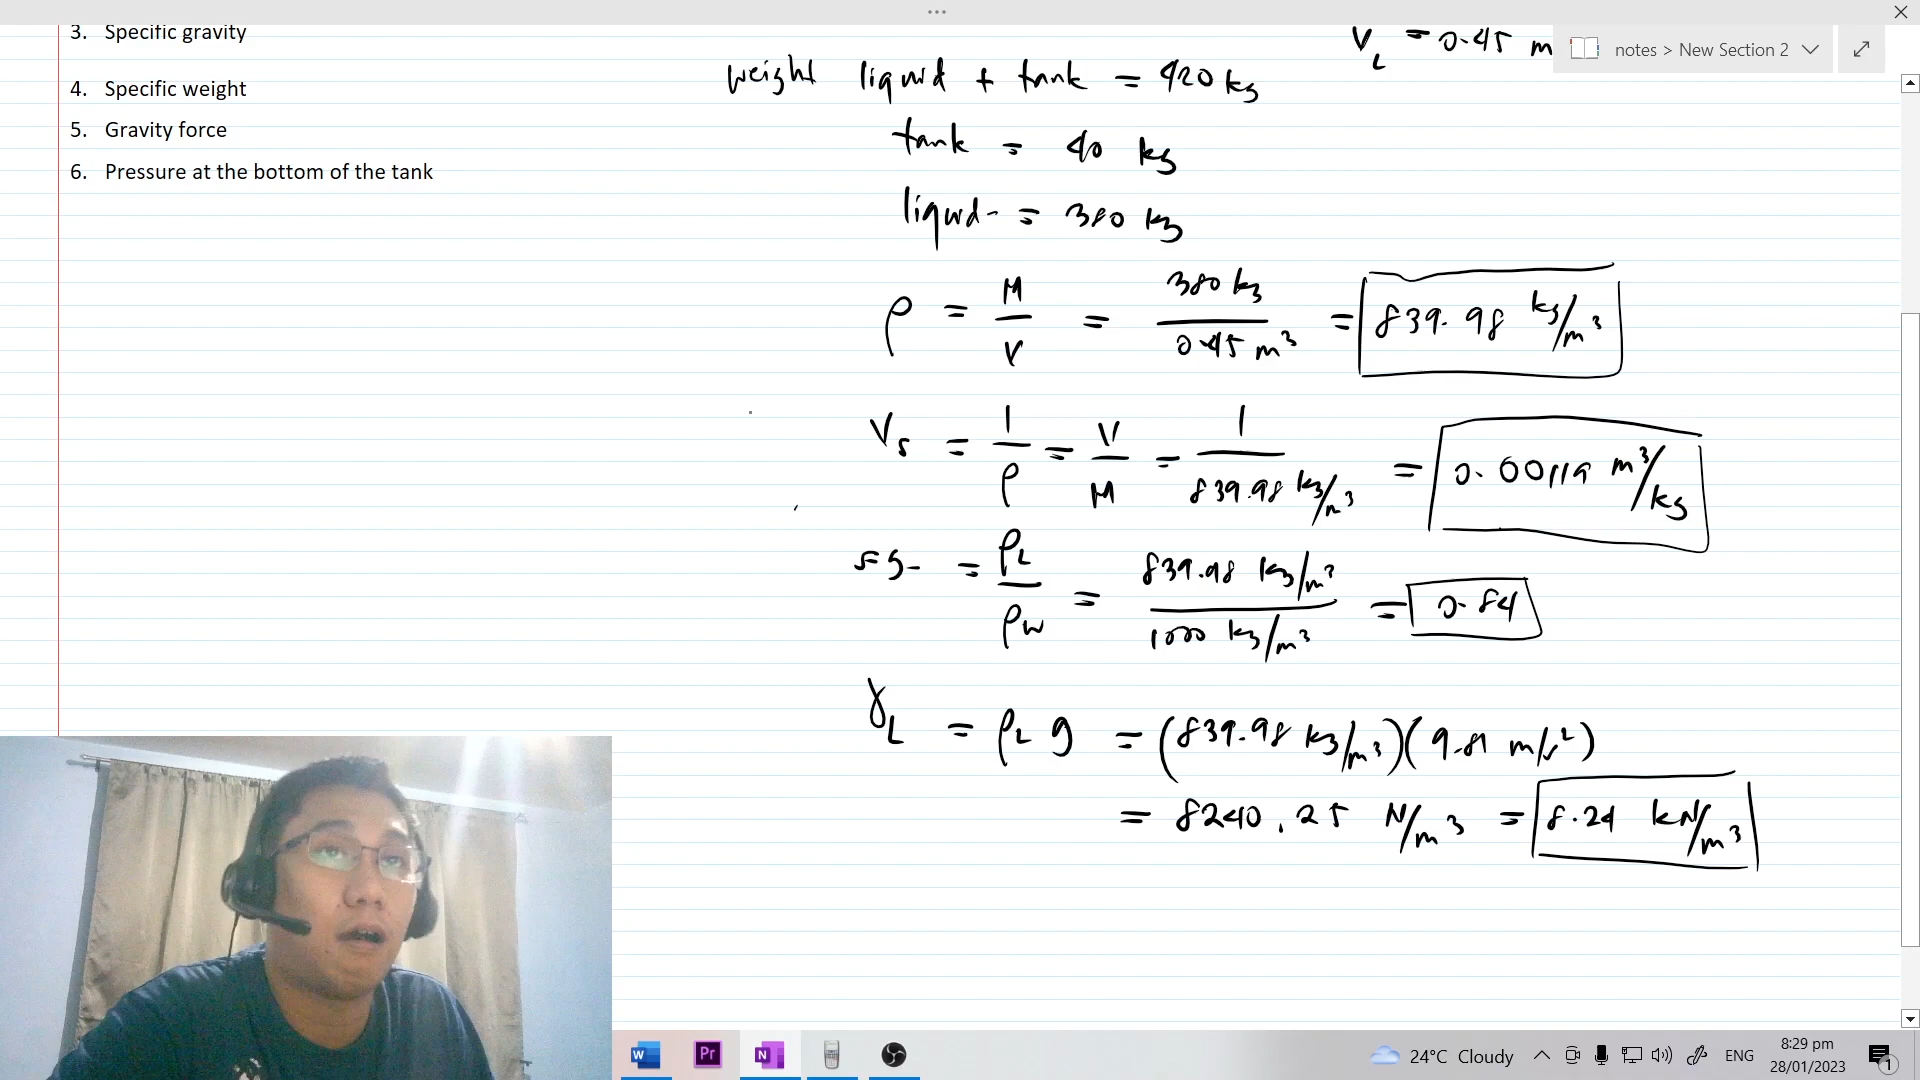 3. Specific gravity
4. Specific weight
5. Gravity force
6. Pressure at the bottom of the tank
V_L = 0.45 m
notes > New Section 2
weight liquid + tank = 420 kg
tank = 40 kg
liquid = 380 kg
ρ = M/V = 380 kg / 0.45 m³ = 839.98 kg/m³
V_s = 1/ρ = V/M = 1 / 839.98 kg/m³ = 0.00119 m³/kg
s.g. = ρ_L/ρ_w = 839.98 kg/m³ / 1000 kg/m³ = 0.84
γ_L = ρ_L g = (839.98 kg/m³)(9.81 m/s²)
= 8240.25 N/m³ = 8.24 kN/m³
24°C Cloudy
ENG
8:29 pm
28/01/2023
1
W
Pr
N